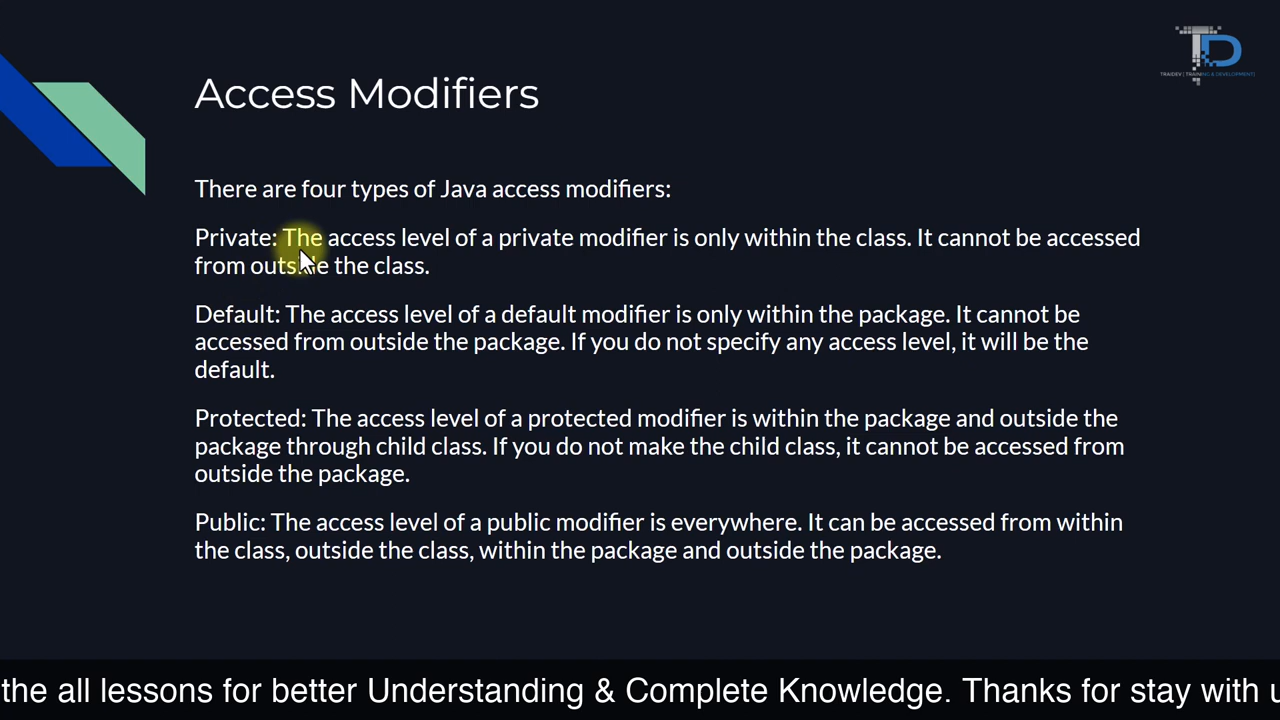 TRAIDEV | TRAINING & DEVELOPMENT)
Access Modifiers
There are four types of Java access modifiers:
Private: The access level of a private modifier is only within the class. It cannot be accessed
from outside the class.
Default: The access level of a default modifier is only within the package. It cannot be
accessed from outside the package. If you do not specify any access level, it will be the
default.
Protected: The access level of a protected modifier is within the package and outside the
package through child class. If you do not make the child class, it cannot be accessed from
outside the package.
Public: The access level of a public modifier is everywhere. It can be accessed from within
the class, outside the class, within the package and outside the package.
the all lessons for better Understanding & Complete Knowledge. Thanks for stay with u